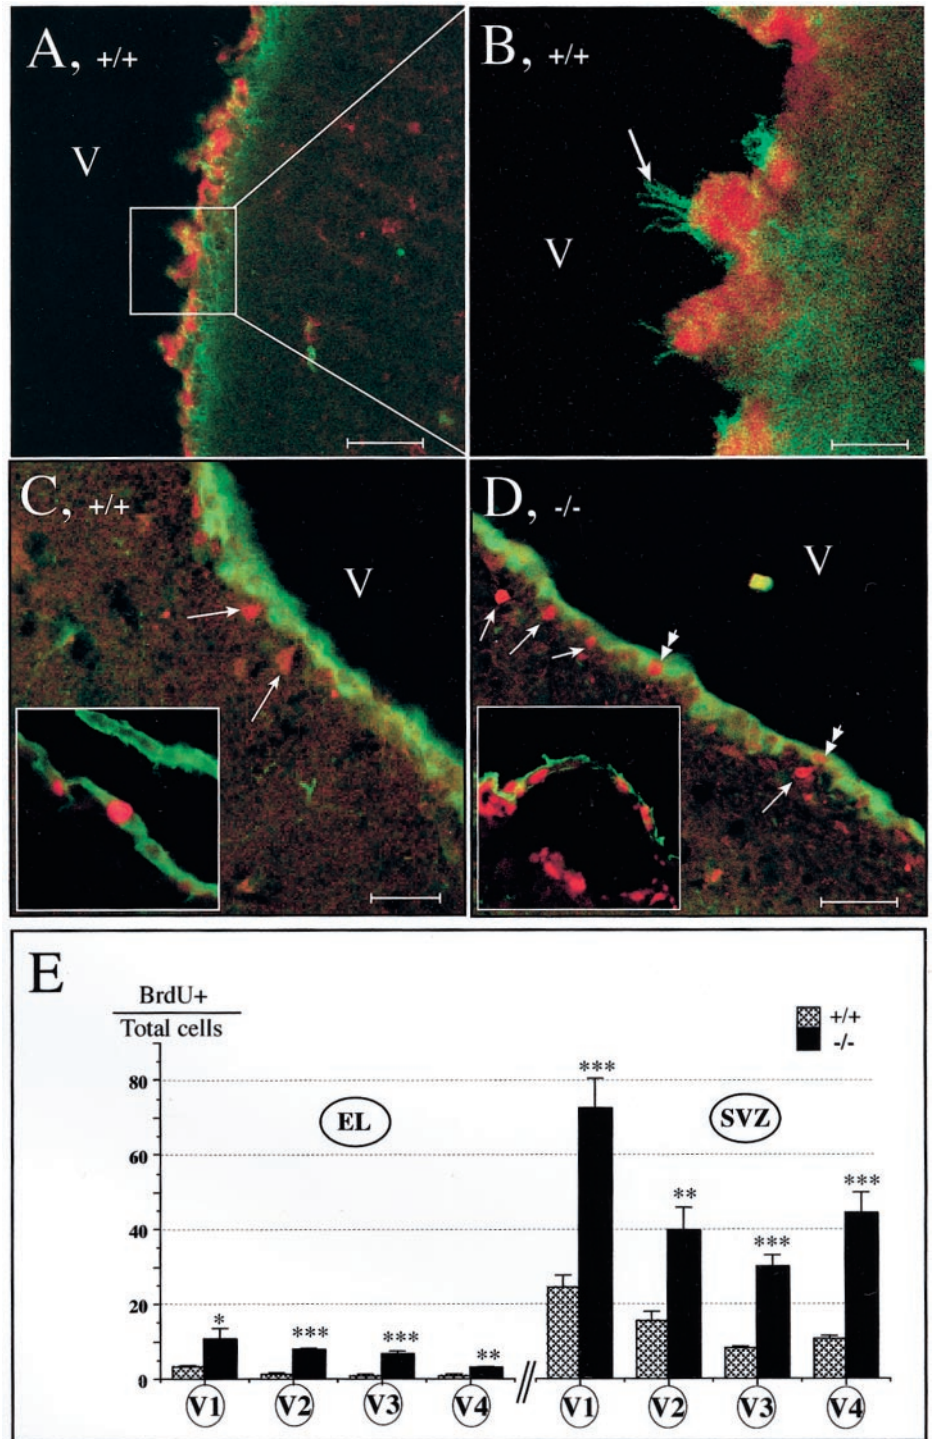 A, +/+
V
B, +/+
V
C, +/+
V
D, -/-
V
E
BrdU+
Total cells
+/+
-/-
80
60
40
20
0
EL
SVZ
*
***
***
**
***
**
***
***
//
V1
V2
V3
V4
V1
V2
V3
V4